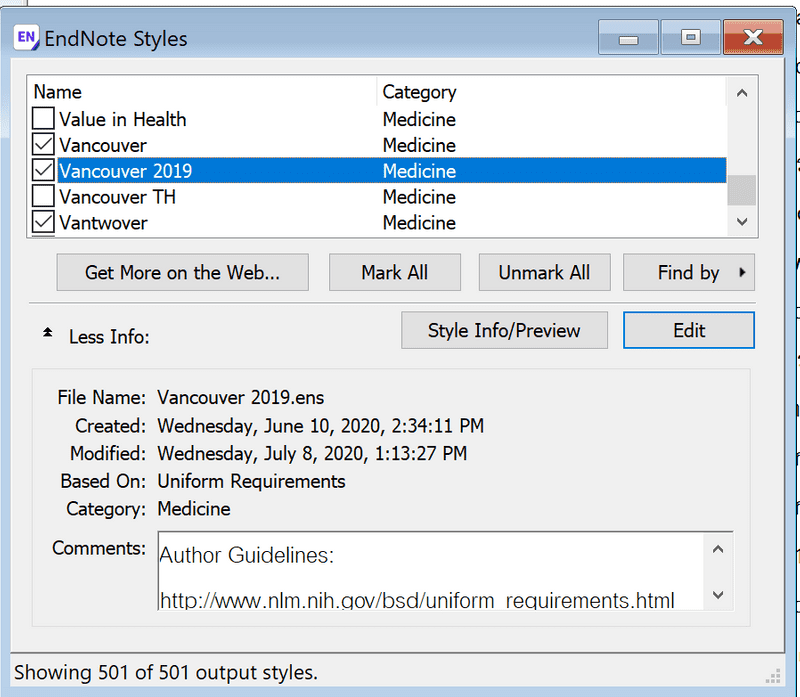 EN EndNote Styles
Name Category
Value in Health Medicine
Vancouver Medicine
Vancouver 2019 Medicine
Vancouver TH Medicine
Vantwover Medicine
Get More on the Web... Mark All Unmark All Find by
Less Info: Style Info/Preview Edit
File Name: Vancouver 2019.ens
Created: Wednesday, June 10, 2020, 2:34:11 PM
Modified: Wednesday, July 8, 2020, 1:13:27 PM
Based On: Uniform Requirements
Category: Medicine
Comments: Author Guidelines:
http://www.nlm.nih.gov/bsd/uniform_requirements.html
Showing 501 of 501 output styles.